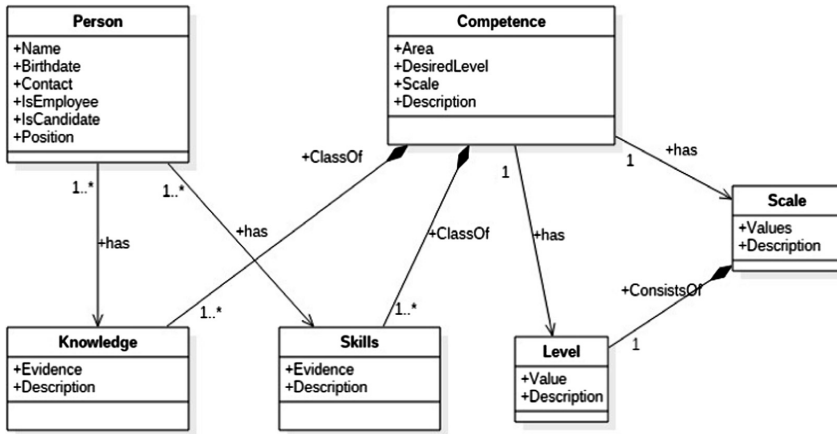 Person
+Name
+Birthdate
+Contact
+IsEmployee
+IsCandidate
+Position
Competence
+Area
+DesiredLevel
+Scale
+Description
+ClassOf
1..*
1..*
1
1
+has
Scale
+Values
+Description
+has
+has
+ClassOf
+has
+ConsistsOf
1..*
1..*
1
Knowledge
+Evidence
+Description
Skills
+Evidence
+Description
Level
+Value
+Description